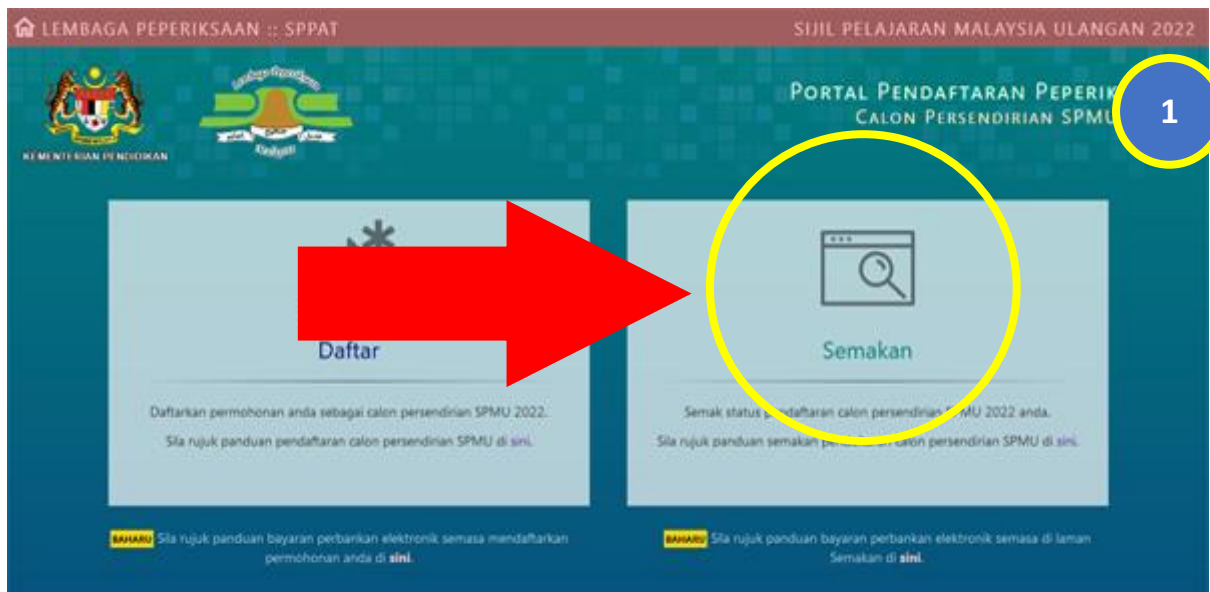 LEMBAGA PEPERIKSAAN :: SPPAT
SIJIL PELAJARAN MALAYSIA ULANGAN 2022
KEMENTERIAN PENDIDIKAN
Lembaga Peperiksaan
PORTAL PENDAFTARAN PEPERIK
CALON PERSENDIRIAN SPMU
1
Daftar
Daftarkan permohonan anda sebagai calon persendirian SPMU 2022.
Sila rujuk panduan pendaftaran calon persendirian SPMU di sini.
Semakan
Semak status pendaftaran calon persendirian SPMU 2022 anda.
Sila rujuk panduan semakan pendaftaran calon persendirian SPMU di sini.
BAHARU Sila rujuk panduan bayaran perbankan elektronik semasa mendaftarkan
permohonan anda di sini.
BAHARU Sila rujuk panduan bayaran perbankan elektronik semasa di laman
Semakan di sini.